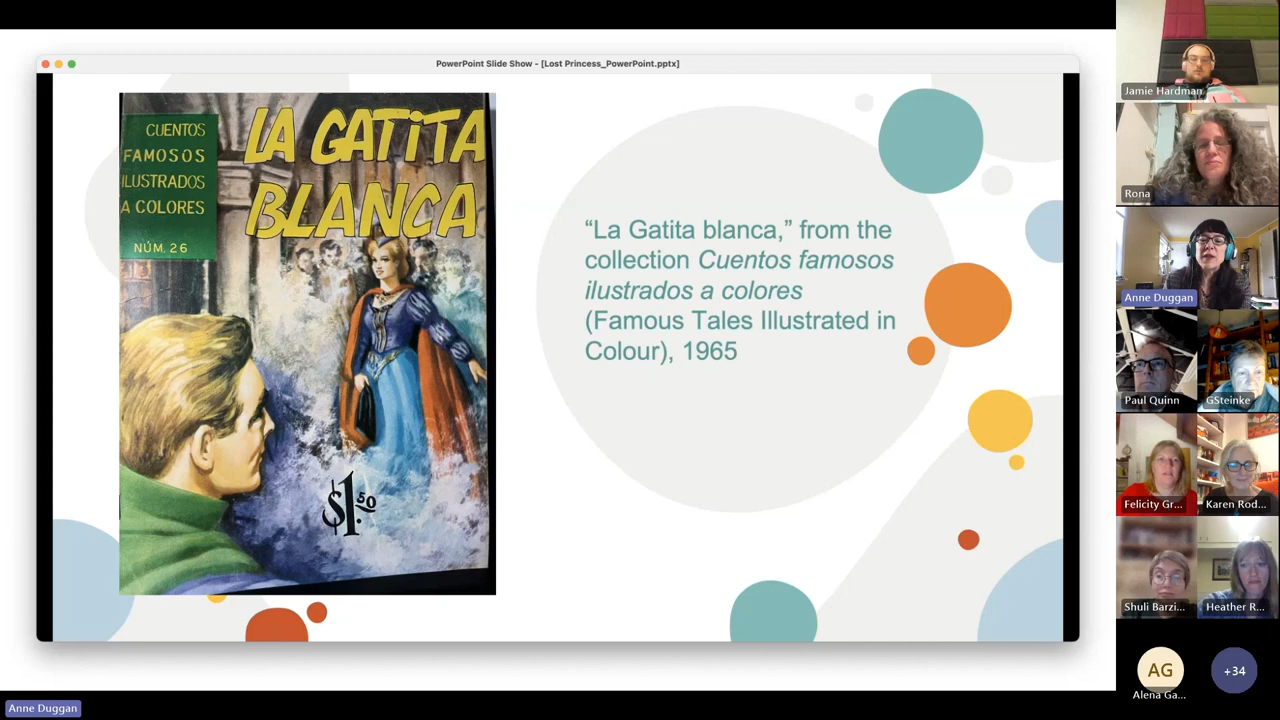 PowerPoint Slide Show - [Lost Princess_PowerPoint.pptx]
CUENTOS
FAMOSOS
ILUSTRADOS
A COLORES
NÚM. 26
LA GATITA
BLANCA
$1.50
“La Gatita blanca,” from the
collection Cuentos famosos
ilustrados a colores
(Famous Tales Illustrated in
Colour), 1965
Jamie Hardman
Rona
Anne Duggan
Paul Quinn
GSteinke
Felicity Gr...
Karen Rod...
Shuli Barzi...
Heather R...
AG
Alena Ga...
+34
Anne Duggan